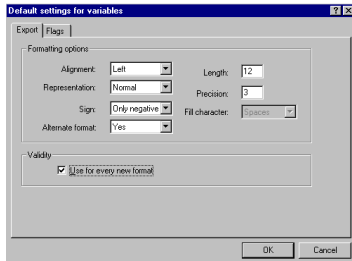 Default settings for variables
Export Flags
Formatting options
Alignment: Left Length: 12
Representation: Normal Precision: 3
Sign: Only negative Fill character: Spaces
Alternate format: Yes
Validity
Use for every new format
OK Cancel